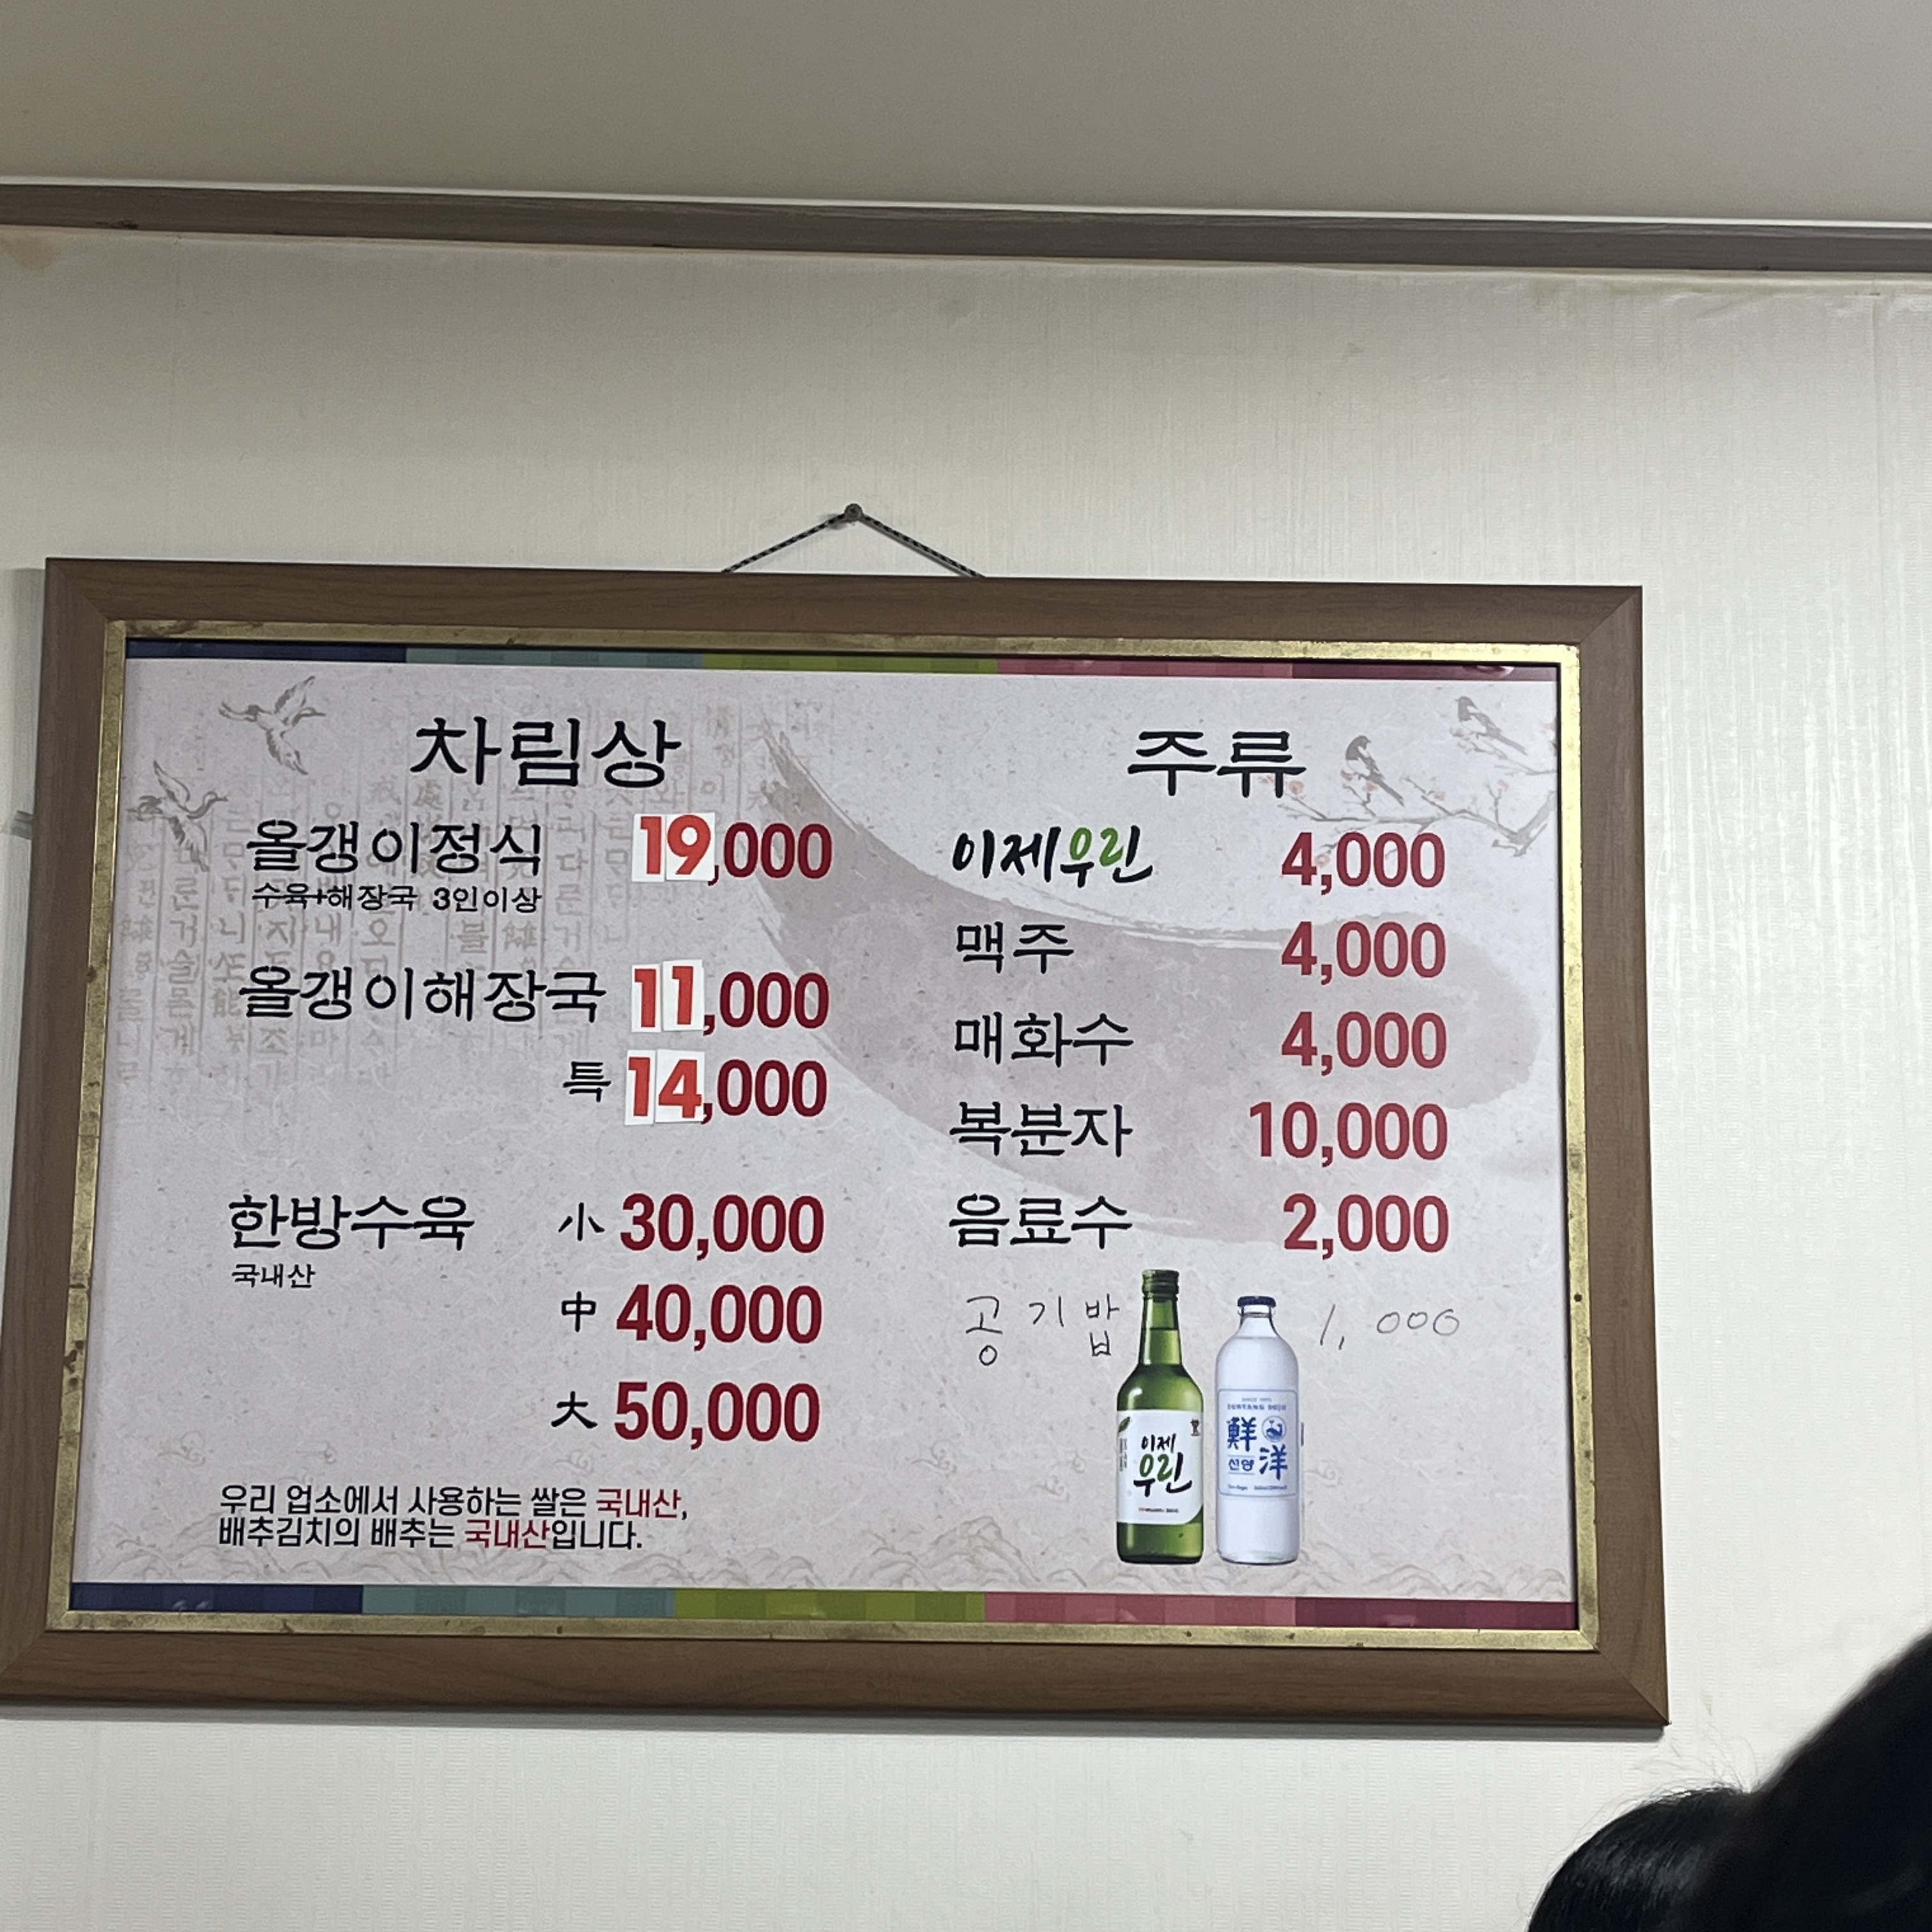 차림상
올갱이정식 19,000
수육+해장국 3인이상
올갱이해장국 11,000
특 14,000
한방수육 小 30,000
국내산
中 40,000
大 50,000
우리 업소에서 사용하는 쌀은 국내산,
배추김치의 배추는 국내산입니다.
주류
이제우린 4,000
맥주 4,000
매화수 4,000
복분자 10,000
음료수 2,000
공기밥 1,000
이제
우린
鮮
선양 洋